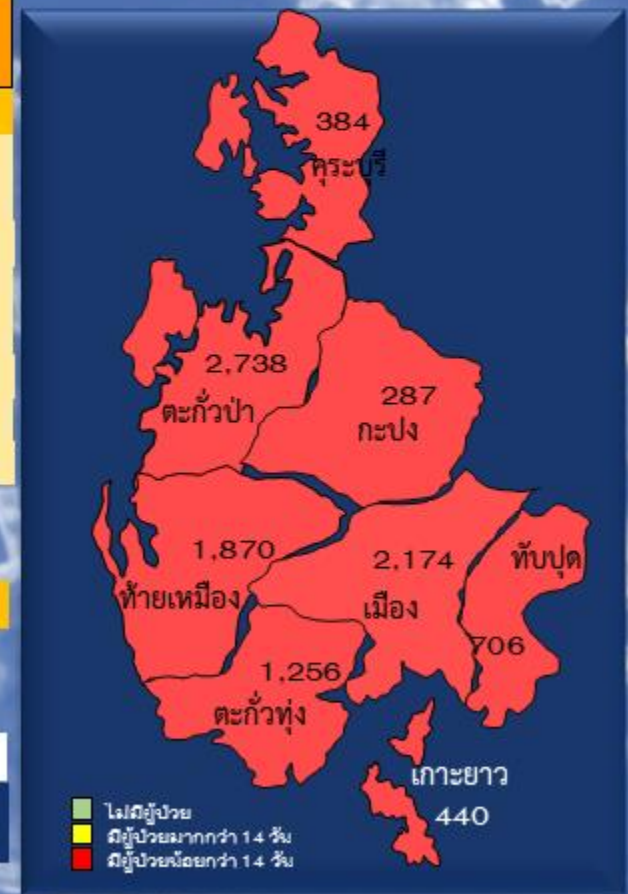 384
คุระบุรี
2,738
ตะกั่วป่า
287
กะปง
1,870
ท้ายเหมือง
2,174
เมือง
ทับปุด
706
1,256
ตะกั่วทุ่ง
เกาะยาว
440
ไม่มีผู้ป่วย
มีผู้ป่วยมากกว่า 14 วัน
มีผู้ป่วยน้อยกว่า 14 วัน